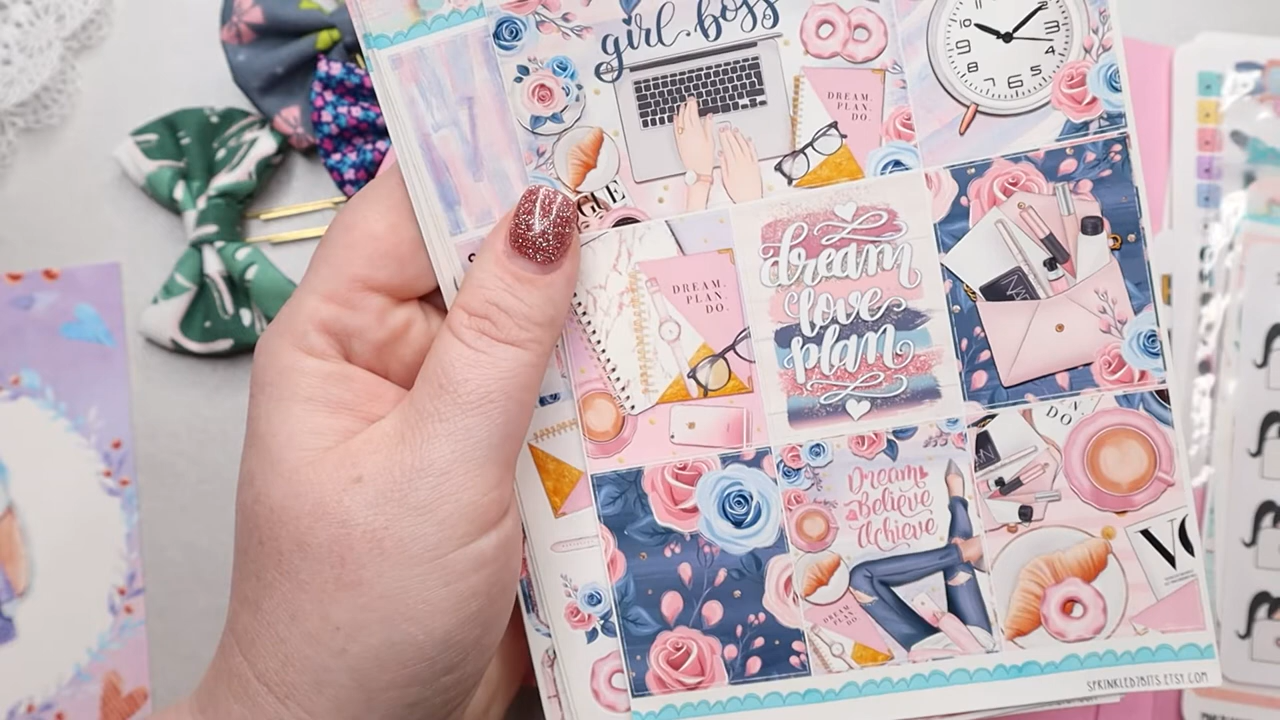 girl boss
DREAM.
PLAN.
DO.
DREAM.
PLAN.
DO.
dream
love
plan
DON'T
Dream
Believe
Achieve
DREAM.
PLAN.
DO.
SPRINKLEDBITS.ETSY.COM